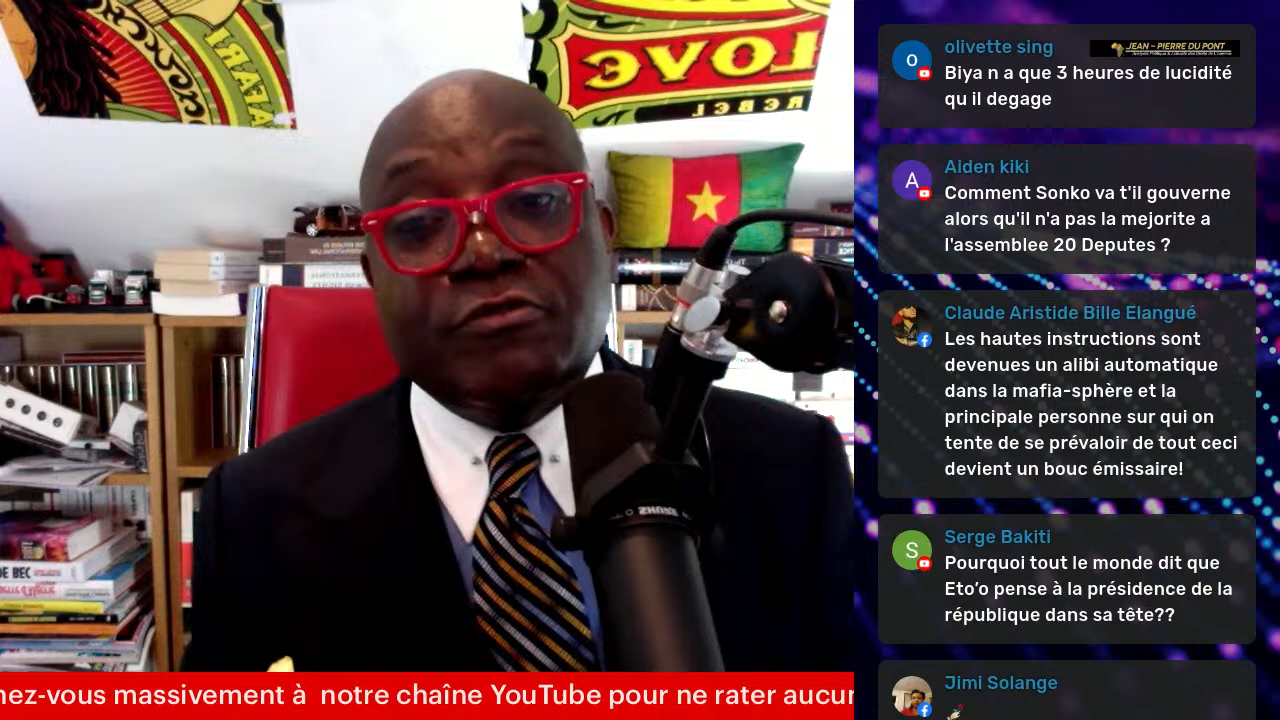 olivette sing
JEAN - PIERRE DU PONT
Biya n a que 3 heures de lucidité
qu il degage
Aiden kiki
Comment Sonko va t'il gouverne
alors qu'il n'a pas la mejorite a
l'assemblee 20 Deputes ?
Claude Aristide Bille Elangué
Les hautes instructions sont
devenues un alibi automatique
dans la mafia-sphère et la
principale personne sur qui on
tente de se prévaloir de tout ceci
devient un bouc émissaire!
Serge Bakiti
Pourquoi tout le monde dit que
Eto’o pense à la présidence de la
république dans sa tête??
Jimi Solange
LOVE
REBEL
SHURE
DE BEC
nez-vous massivement à notre chaîne YouTube pour ne rater aucur